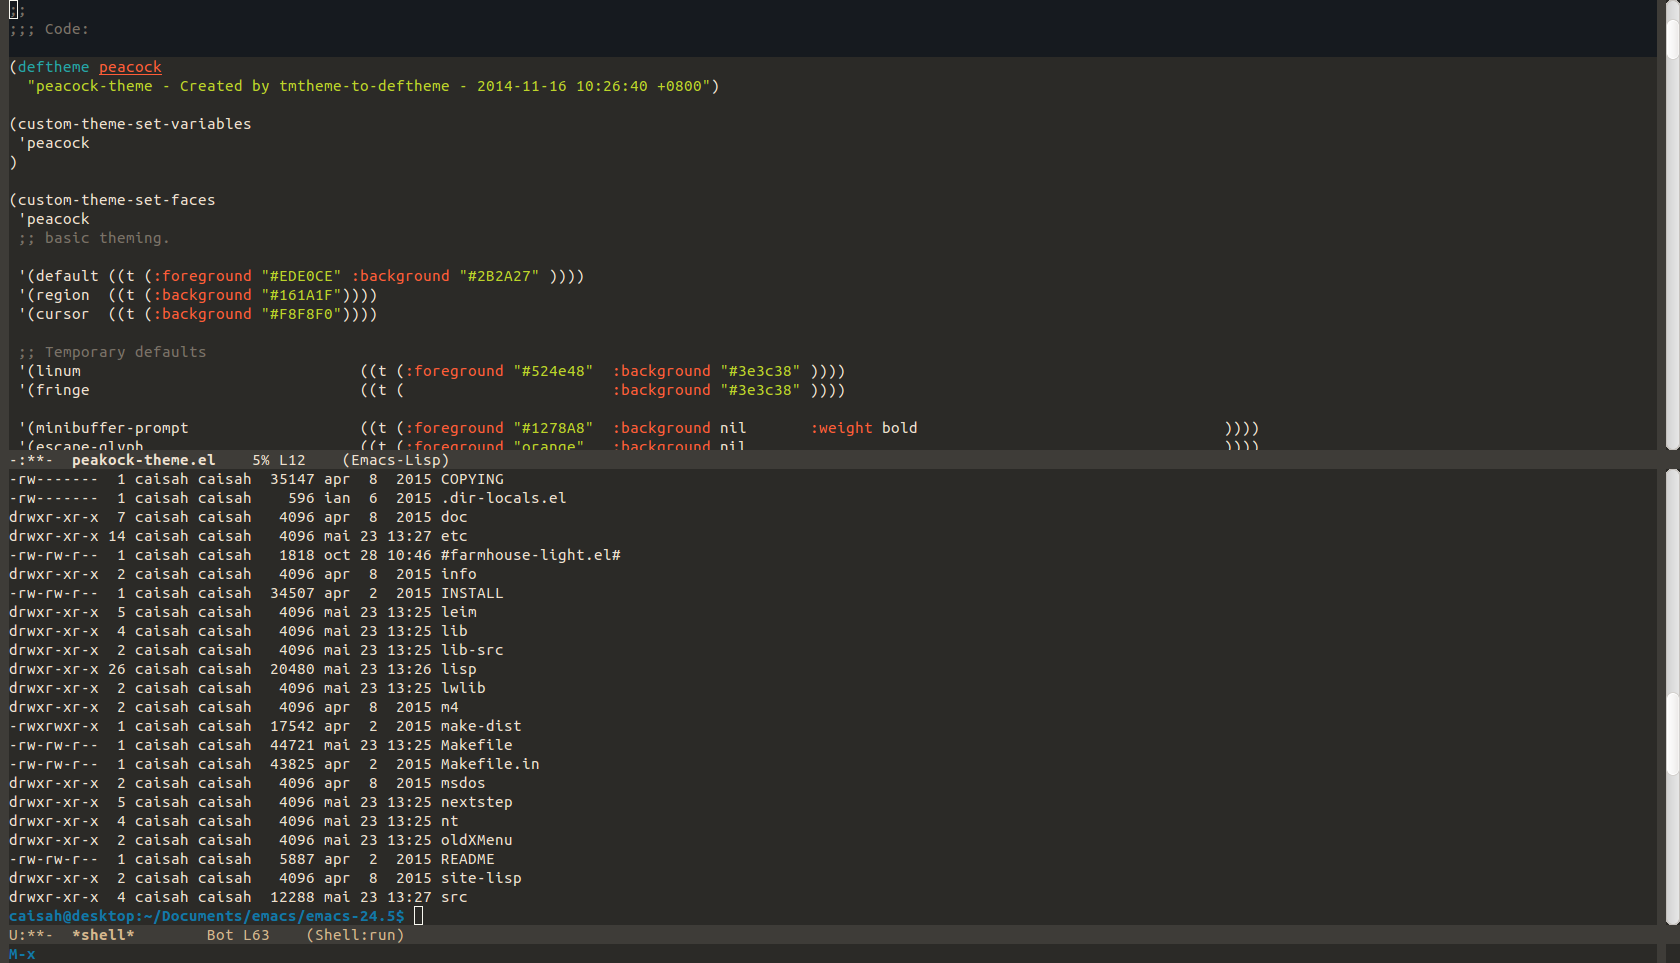 ;;
;;; Code:
(deftheme peacock
  "peacock-theme - Created by tmtheme-to-deftheme - 2014-11-16 10:26:40 +0800")
(custom-theme-set-variables
 'peacock
)
(custom-theme-set-faces
 'peacock
 ;; basic theming.
 '(default ((t (:foreground "#EDE0CE" :background "#2B2A27" ))))
 '(region  ((t (:background "#161A1F"))))
 '(cursor  ((t (:background "#F8F8F0"))))
 ;; Temporary defaults
 '(linum                               ((t (:foreground "#524e48"  :background "#3e3c38" ))))
 '(fringe                              ((t (                       :background "#3e3c38" ))))
 '(minibuffer-prompt                   ((t (:foreground "#1278A8"  :background nil       :weight bold                                  ))))
 '(escape-glyph                        ((t (:foreground "orange"   :background nil                                                     ))))
-:**-  peakock-theme.el    5% L12    (Emacs-Lisp)
-rw-------  1 caisah caisah  35147 apr  8  2015 COPYING
-rw-------  1 caisah caisah    596 ian  6  2015 .dir-locals.el
drwxr-xr-x  7 caisah caisah   4096 apr  8  2015 doc
drwxr-xr-x 14 caisah caisah   4096 mai 23 13:27 etc
-rw-rw-r--  1 caisah caisah   1818 oct 28 10:46 #farmhouse-light.el#
drwxr-xr-x  2 caisah caisah   4096 apr  8  2015 info
-rw-rw-r--  1 caisah caisah  34507 apr  2  2015 INSTALL
drwxr-xr-x  5 caisah caisah   4096 mai 23 13:25 leim
drwxr-xr-x  4 caisah caisah   4096 mai 23 13:25 lib
drwxr-xr-x  2 caisah caisah   4096 mai 23 13:25 lib-src
drwxr-xr-x 26 caisah caisah  20480 mai 23 13:26 lisp
drwxr-xr-x  2 caisah caisah   4096 mai 23 13:25 lwlib
drwxr-xr-x  2 caisah caisah   4096 apr  8  2015 m4
-rwxrwxr-x  1 caisah caisah  17542 apr  2  2015 make-dist
-rw-rw-r--  1 caisah caisah  44721 mai 23 13:25 Makefile
-rw-rw-r--  1 caisah caisah  43825 apr  2  2015 Makefile.in
drwxr-xr-x  2 caisah caisah   4096 apr  8  2015 msdos
drwxr-xr-x  5 caisah caisah   4096 mai 23 13:25 nextstep
drwxr-xr-x  4 caisah caisah   4096 mai 23 13:25 nt
drwxr-xr-x  2 caisah caisah   4096 mai 23 13:25 oldXMenu
-rw-rw-r--  1 caisah caisah   5887 apr  2  2015 README
drwxr-xr-x  2 caisah caisah   4096 apr  8  2015 site-lisp
drwxr-xr-x  4 caisah caisah  12288 mai 23 13:27 src
caisah@desktop:~/Documents/emacs/emacs-24.5$
U:**-  *shell*        Bot L63    (Shell:run)
M-x